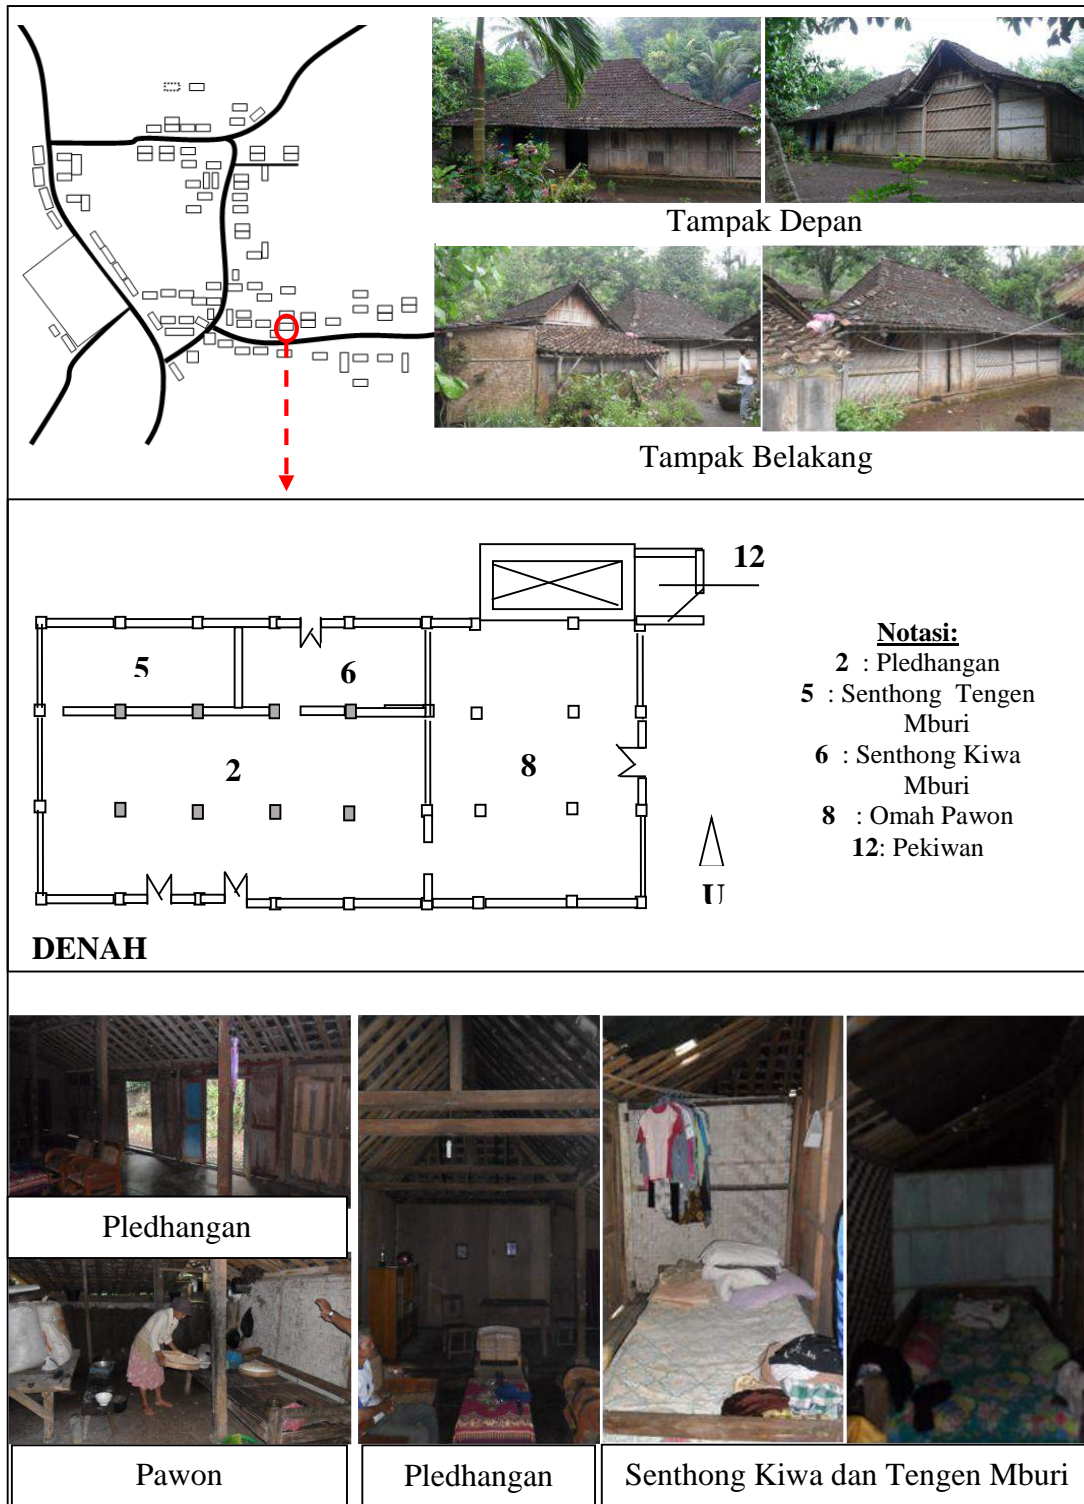 Tampak Depan
Tampak Belakang
12
5
6
2
8
U
DENAH
Notasi:
2 : Pledhangan
5 : Senthong Tengen
Mburi
6 : Senthong Kiwa
Mburi
8 : Omah Pawon
12: Pekiwan
Pledhangan
Pawon
Pledhangan
Senthong Kiwa dan Tengen Mburi